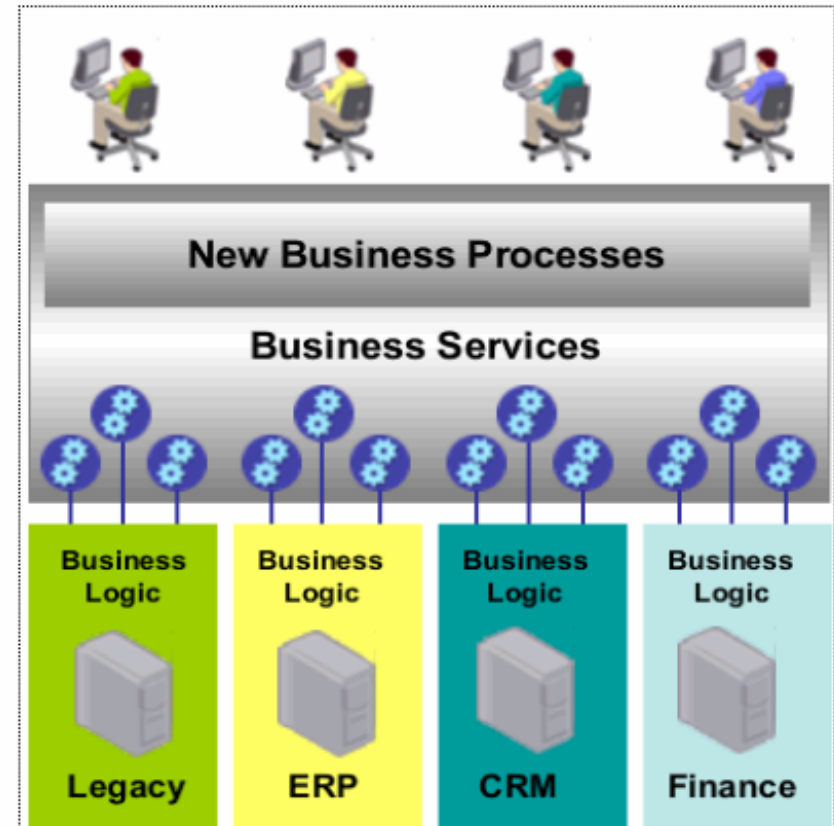 New Business Processes
Business Services
Business
Logic
Business
Logic
Business
Logic
Business
Logic
Legacy
ERP
CRM
Finance